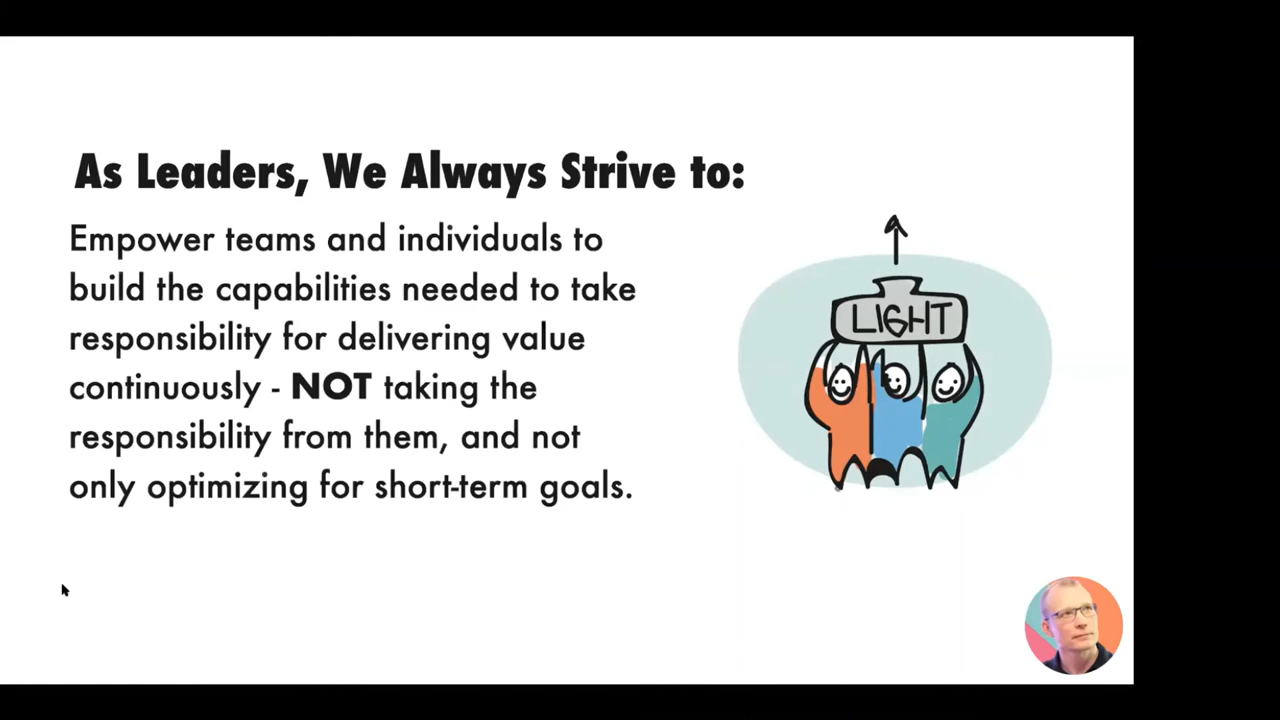 As Leaders, We Always Strive to:
Empower teams and individuals to
build the capabilities needed to take
responsibility for delivering value
continuously - NOT taking the
responsibility from them, and not
only optimizing for short-term goals.
LIGHT